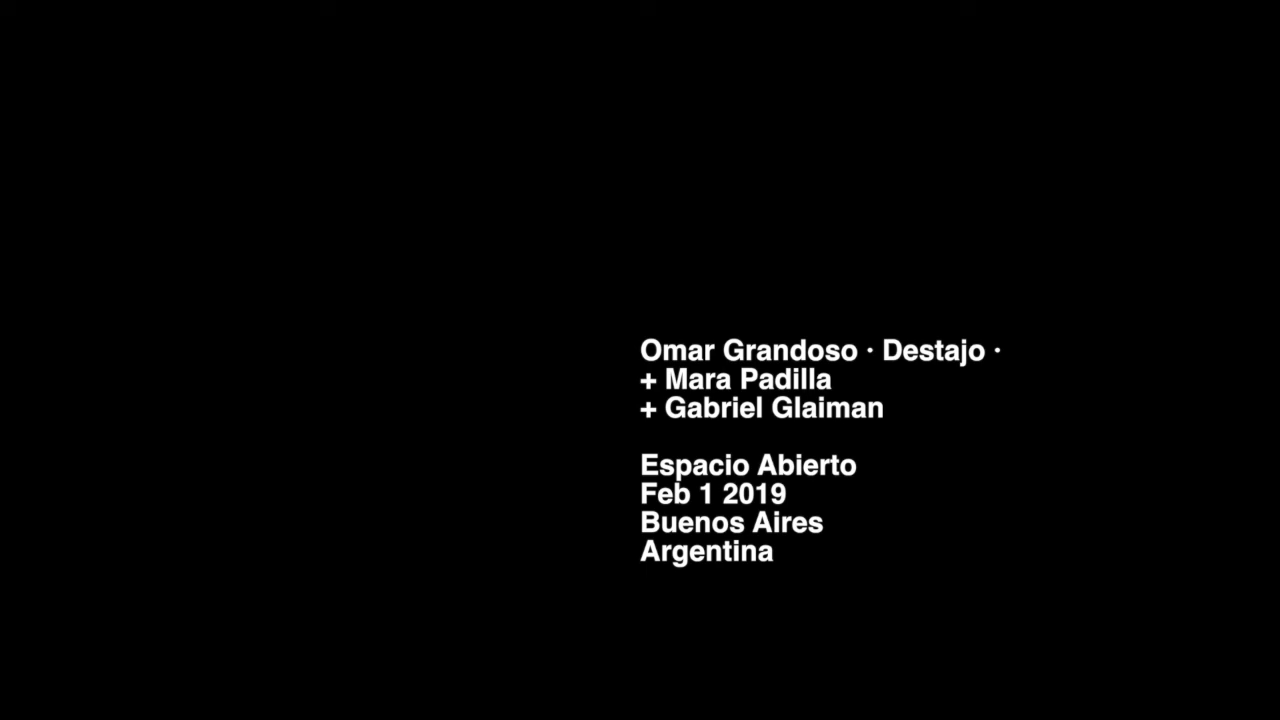 Omar Grandoso · Destajo ·
+ Mara Padilla
+ Gabriel Glaiman
Espacio Abierto
Feb 1 2019
Buenos Aires
Argentina